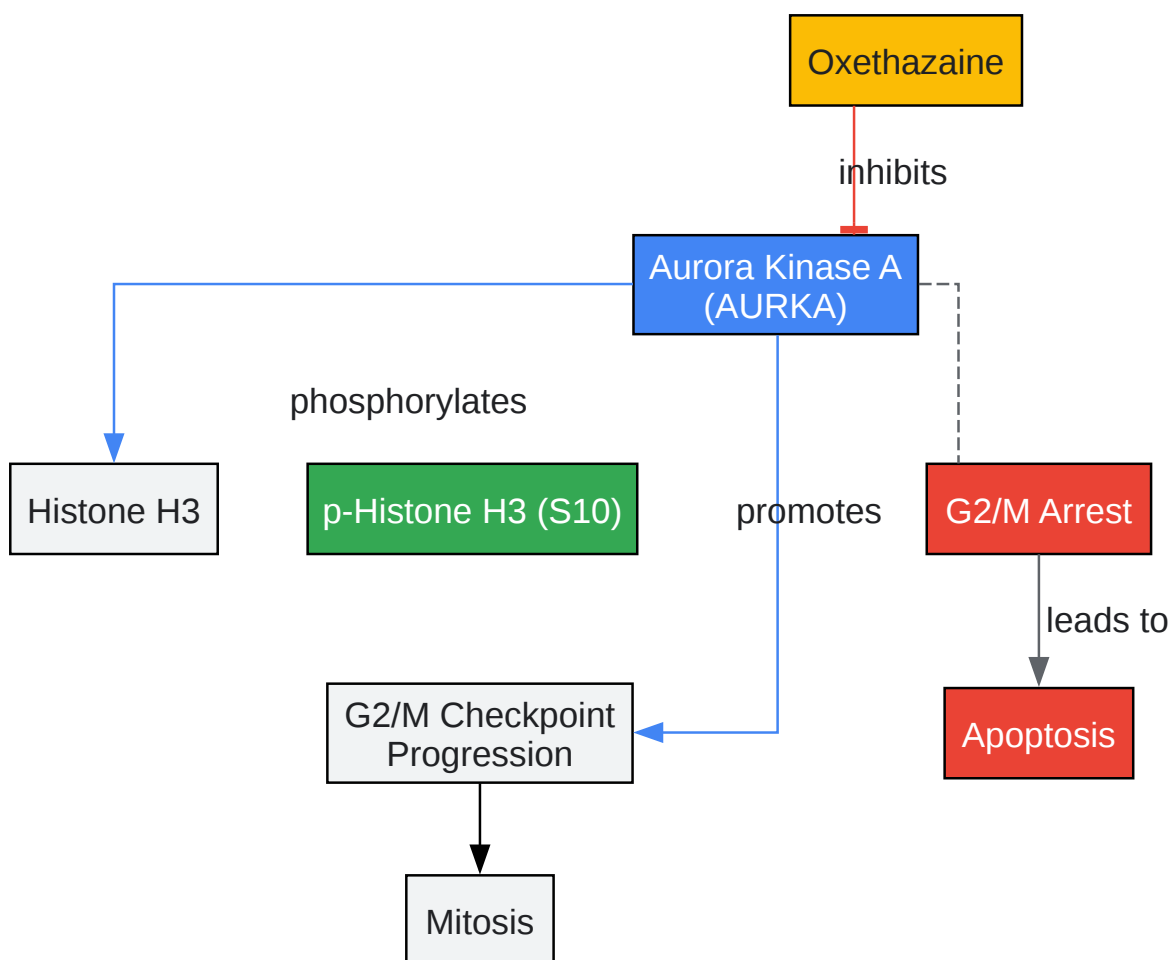 Oxethazaine
inhibits
Aurora Kinase A
(AURKA)
phosphorylates
Histone H3
p-Histone H3 (S10)
promotes
G2/M Arrest
leads to
G2/M Checkpoint
Progression
Apoptosis
Mitosis